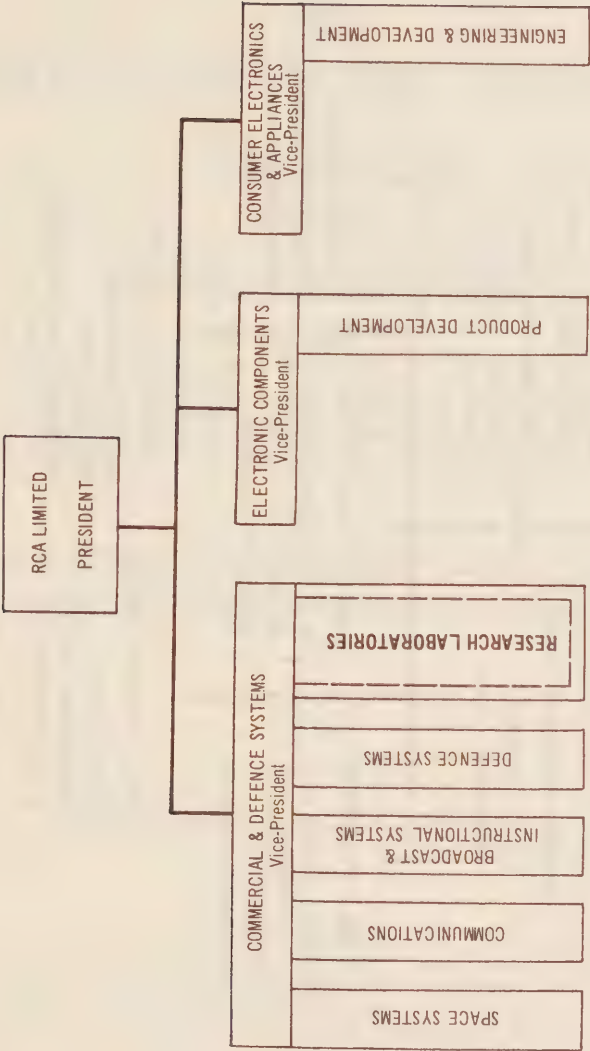 RCA LIMITED
PRESIDENT
COMMERCIAL & DEFENCE SYSTEMS
Vice-President
ELECTRONIC COMPONENTS
Vice-President
CONSUMER ELECTRONICS
& APPLIANCES
Vice-President
SPACE SYSTEMS
COMMUNICATIONS
BROADCAST &
INSTRUCTIONAL SYSTEMS
DEFENCE SYSTEMS
RESEARCH LABORATORIES
PRODUCT DEVELOPMENT
ENGINEERING & DEVELOPMENT